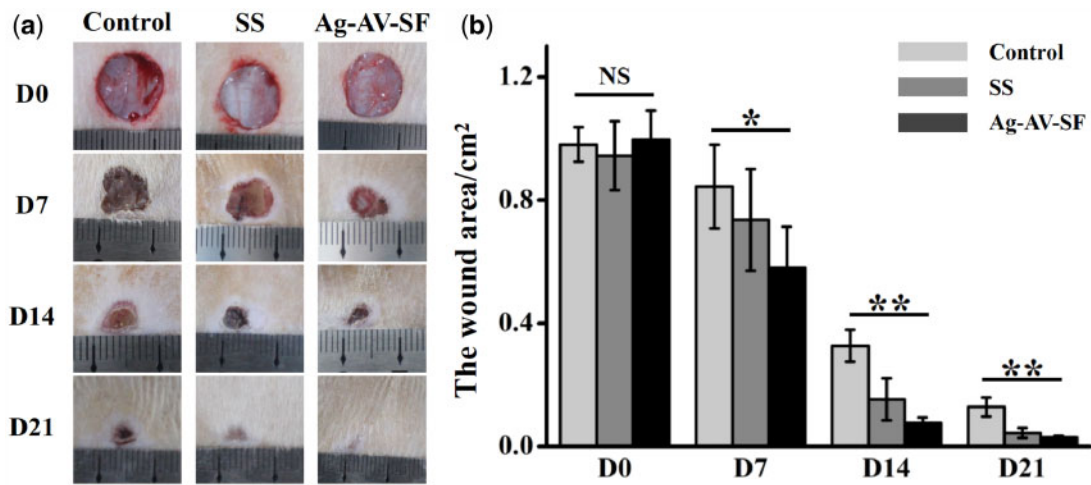 (a) Control SS Ag-AV-SF
D0
D7
D14
D21
(b)
Control
SS
Ag-AV-SF
The wound area/cm²
1.2
0.8
0.4
0.0
NS
*
**
**
D0 D7 D14 D21